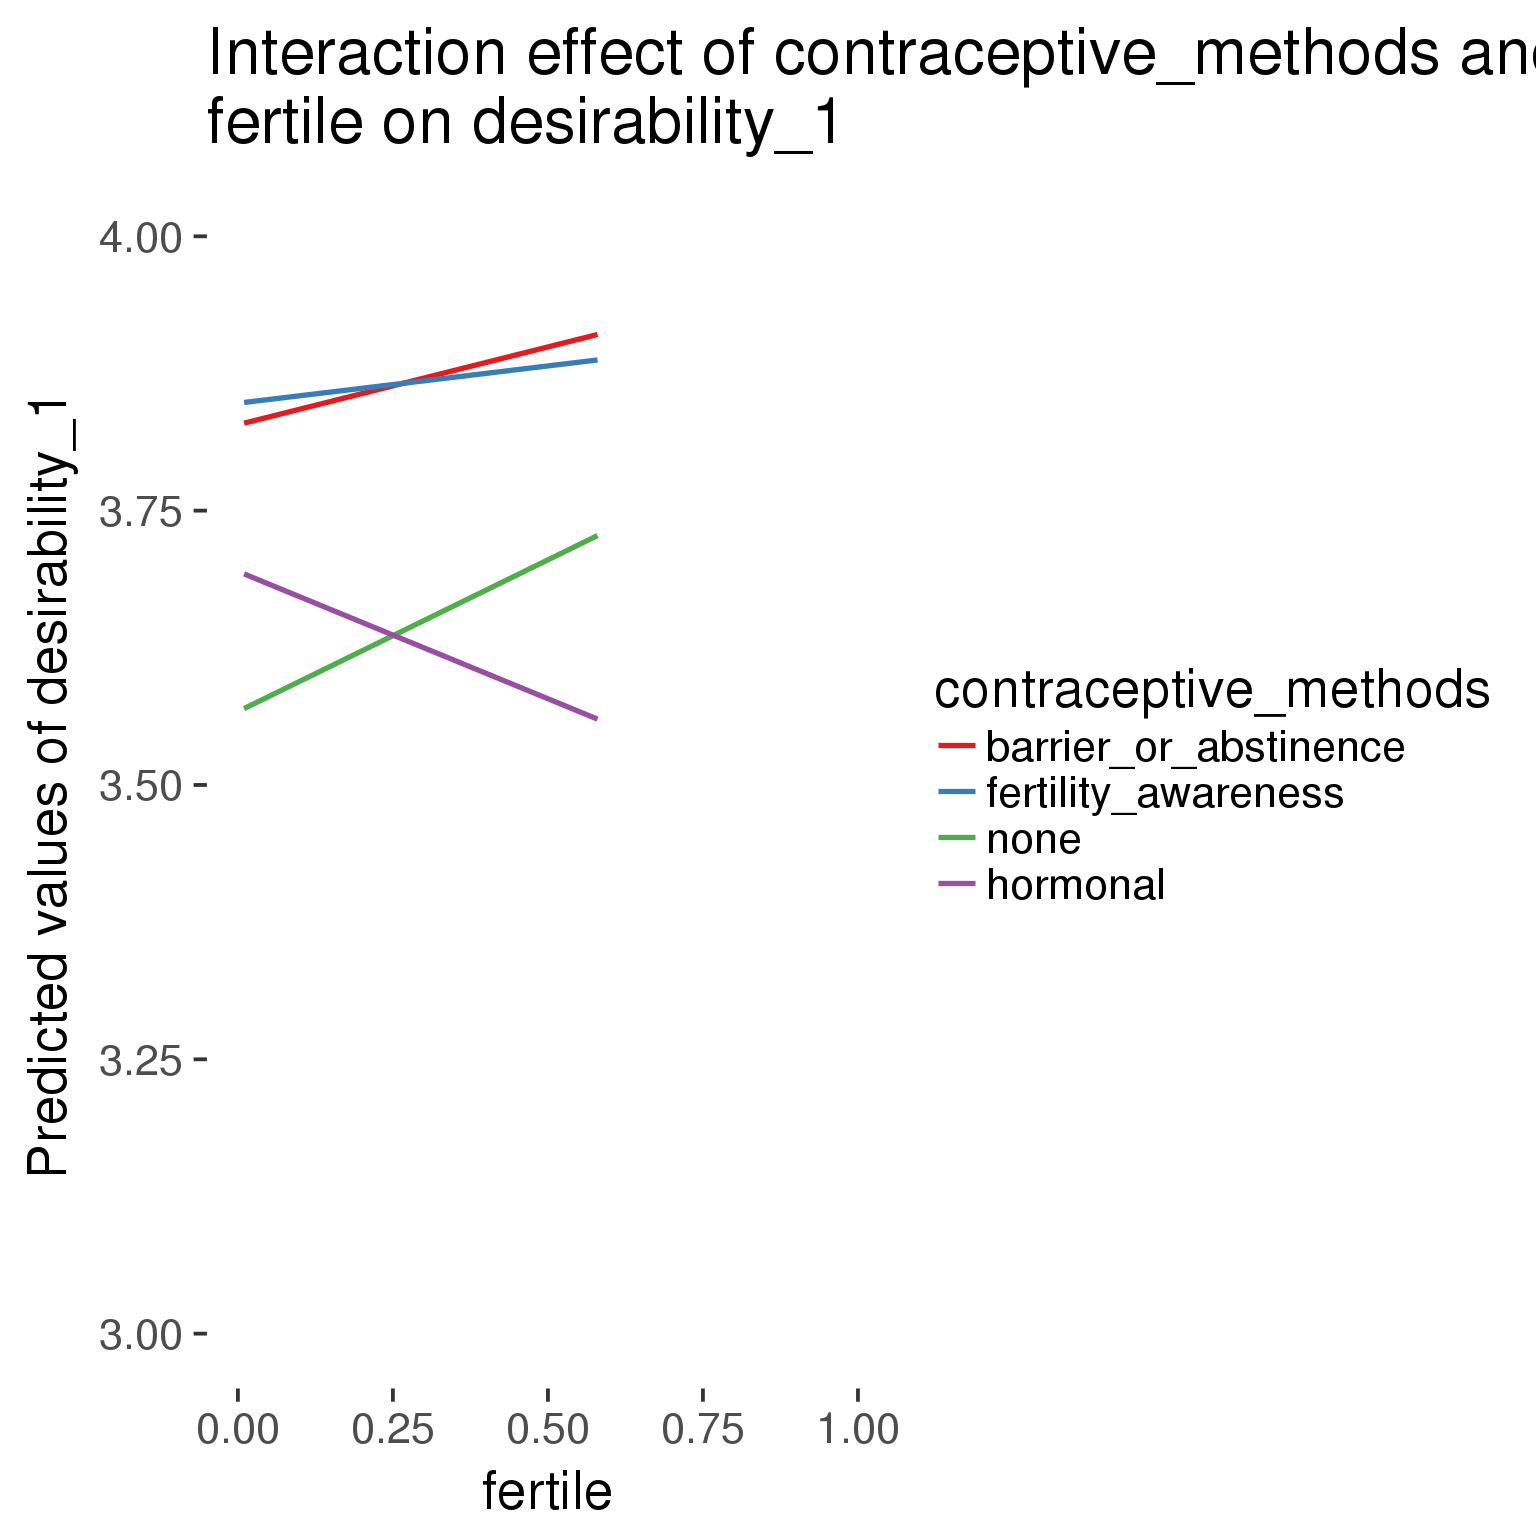 Interaction effect of contraceptive_methods and
fertile on desirability_1
Predicted values of desirability_1
4.00
3.75
3.50
3.25
3.00
0.00 0.25 0.50 0.75 1.00
fertile
contraceptive_methods
barrier_or_abstinence
fertility_awareness
none
hormonal